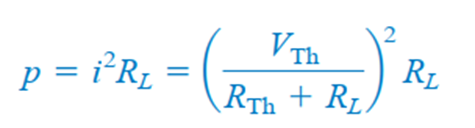 p = i²R_L = (V_Th / (R_Th + R_L))² R_L